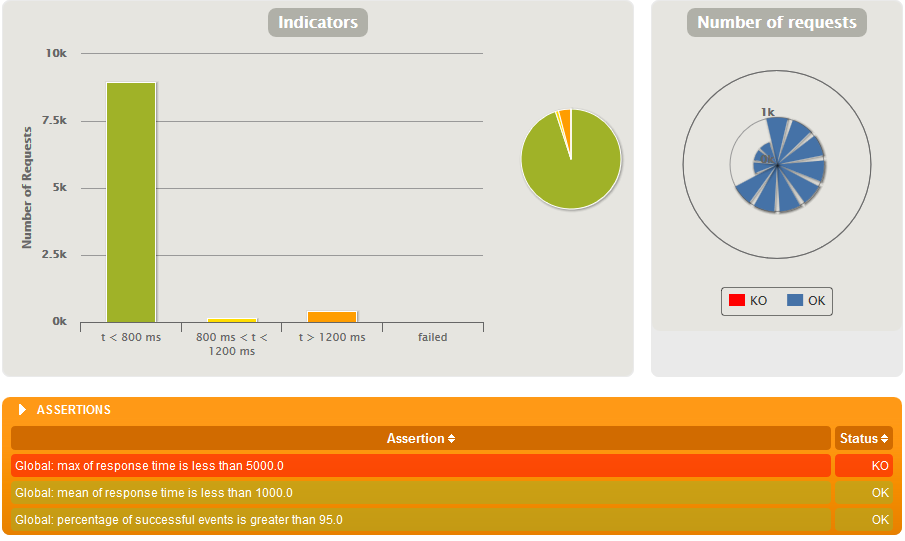 Indicators
Number of requests
10k
7.5k
5k
2.5k
0k
Number of Requests
t < 800 ms
800 ms < t <
1200 ms
t > 1200 ms
failed
1k
0k
KO
OK
ASSERTIONS
Assertion
Status
Global: max of response time is less than 5000.0
KO
Global: mean of response time is less than 1000.0
OK
Global: percentage of successful events is greater than 95.0
OK